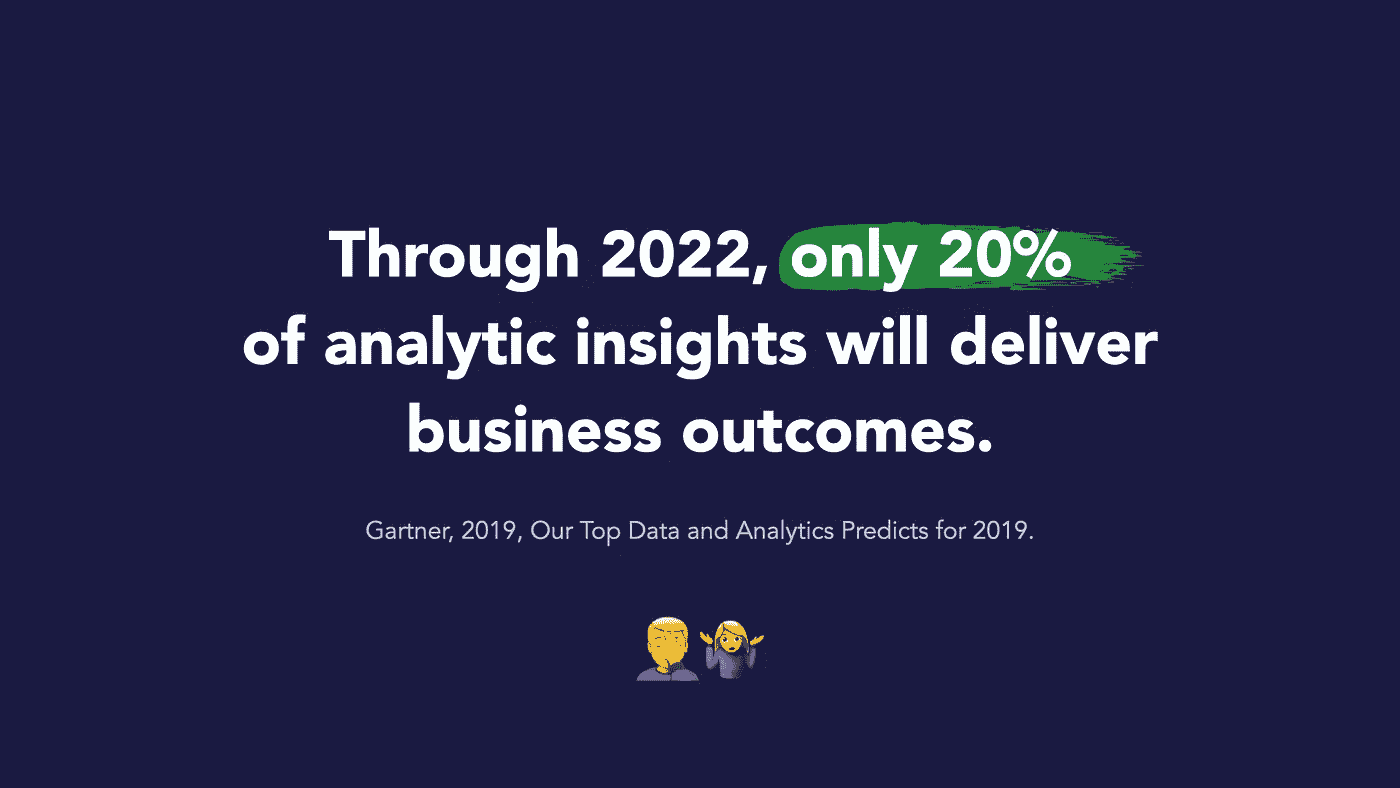 Through 2022, only 20%
of analytic insights will deliver
business outcomes.
Gartner, 2019, Our Top Data and Analytics Predicts for 2019.